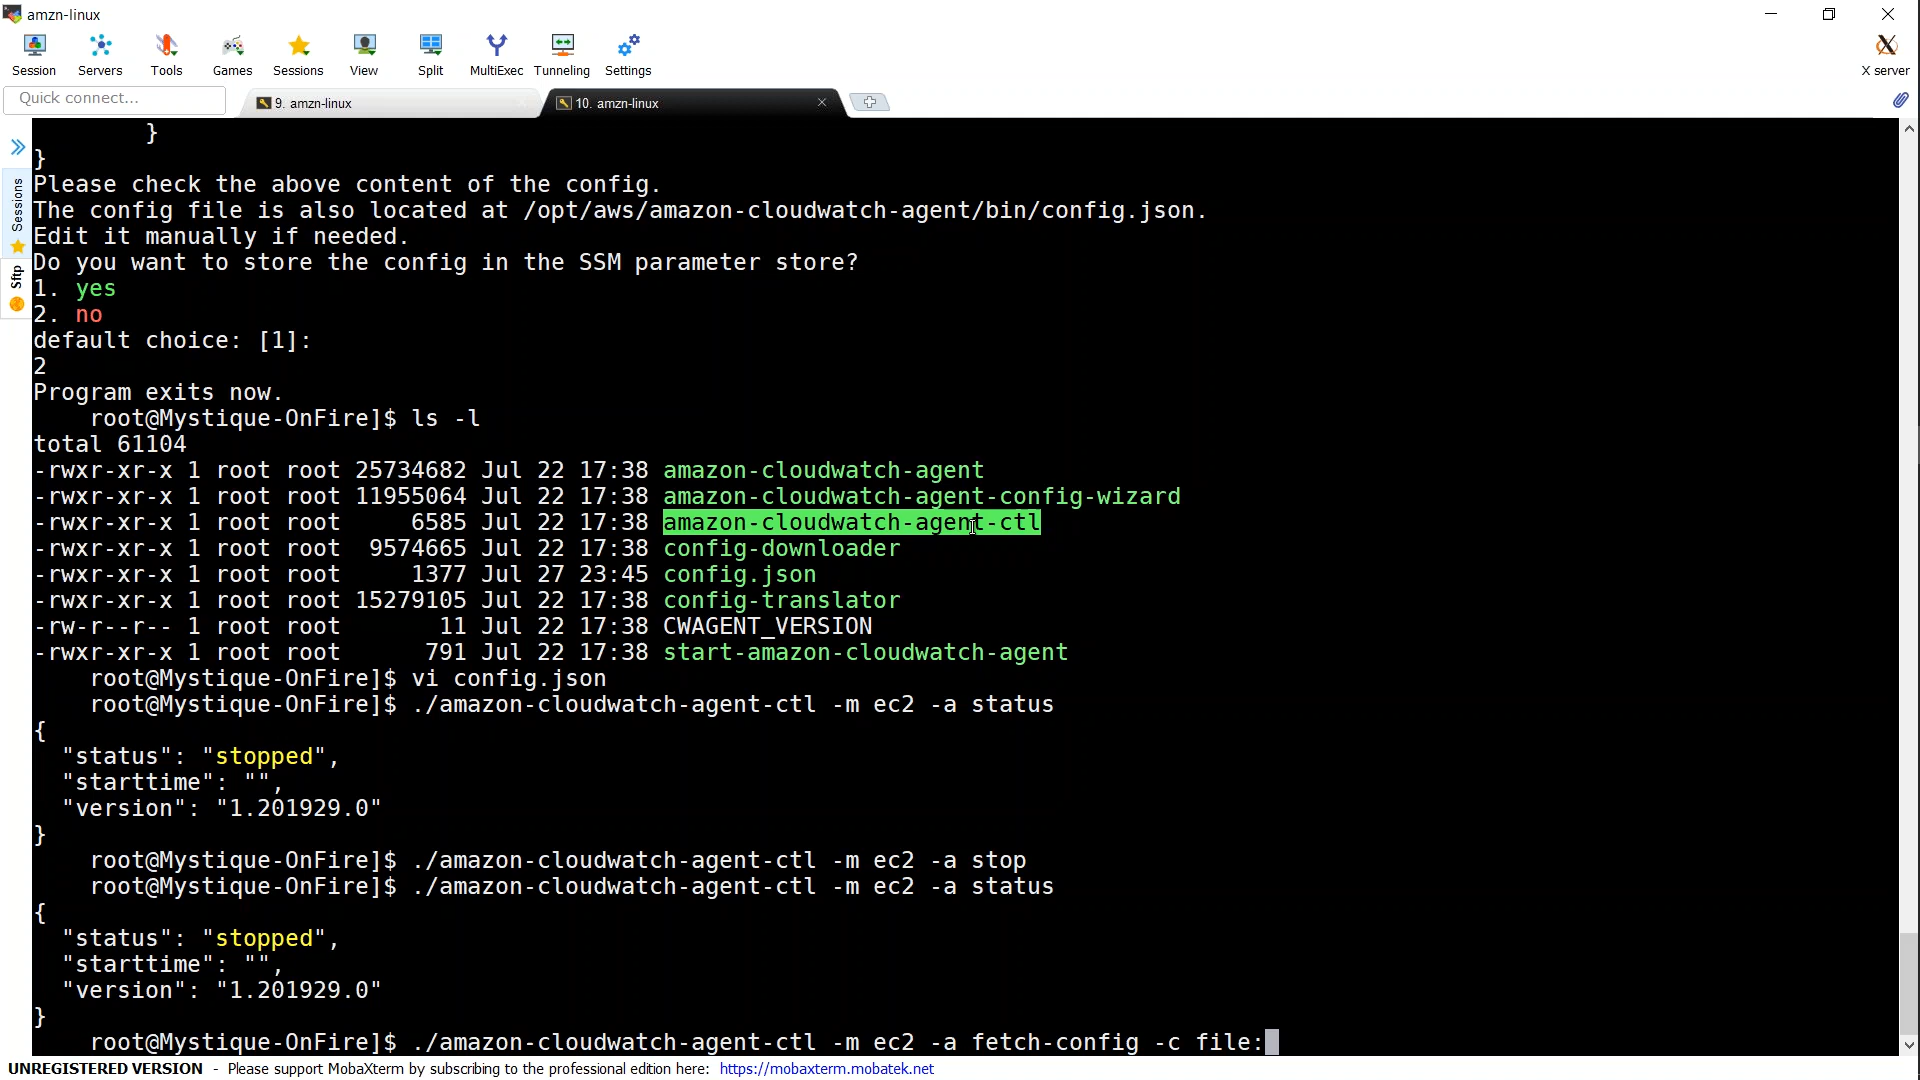 amzn-linux
Session Servers Tools Games Sessions View Split MultiExec Tunneling Settings X server
Quick connect... 9. amzn-linux 10. amzn-linux
Sessions
Sftp
        }
}
Please check the above content of the config.
The config file is also located at /opt/aws/amazon-cloudwatch-agent/bin/config.json.
Edit it manually if needed.
Do you want to store the config in the SSM parameter store?
1. yes
2. no
default choice: [1]:
2
Program exits now.
    root@Mystique-OnFire]$ ls -l
total 61104
-rwxr-xr-x 1 root root 25734682 Jul 22 17:38 amazon-cloudwatch-agent
-rwxr-xr-x 1 root root 11955064 Jul 22 17:38 amazon-cloudwatch-agent-config-wizard
-rwxr-xr-x 1 root root     6585 Jul 22 17:38 amazon-cloudwatch-agent-ctl
-rwxr-xr-x 1 root root  9574665 Jul 22 17:38 config-downloader
-rwxr-xr-x 1 root root     1377 Jul 27 23:45 config.json
-rwxr-xr-x 1 root root 15279105 Jul 22 17:38 config-translator
-rw-r--r-- 1 root root       11 Jul 22 17:38 CWAGENT_VERSION
-rwxr-xr-x 1 root root      791 Jul 22 17:38 start-amazon-cloudwatch-agent
    root@Mystique-OnFire]$ vi config.json
    root@Mystique-OnFire]$ ./amazon-cloudwatch-agent-ctl -m ec2 -a status
{
  "status": "stopped",
  "starttime": "",
  "version": "1.201929.0"
}
    root@Mystique-OnFire]$ ./amazon-cloudwatch-agent-ctl -m ec2 -a stop
    root@Mystique-OnFire]$ ./amazon-cloudwatch-agent-ctl -m ec2 -a status
{
  "status": "stopped",
  "starttime": "",
  "version": "1.201929.0"
}
    root@Mystique-OnFire]$ ./amazon-cloudwatch-agent-ctl -m ec2 -a fetch-config -c file:
UNREGISTERED VERSION - Please support MobaXterm by subscribing to the professional edition here: https://mobaxterm.mobatek.net